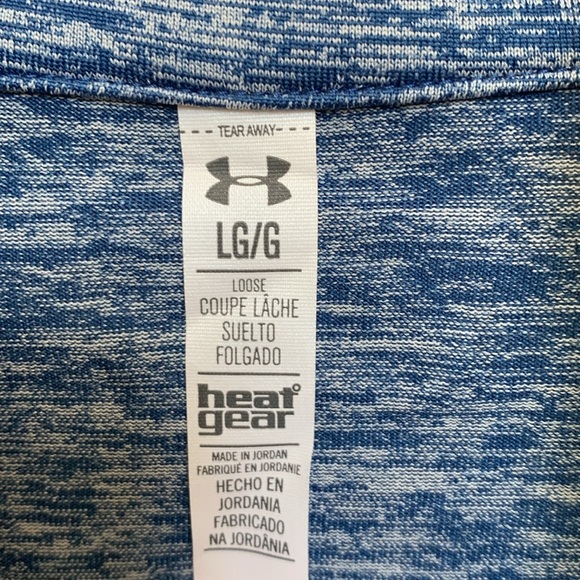 TEAR AWAY
LG/G
LOOSE
COUPE LÂCHE
SUELTO
FOLGADO
heat
gear
MADE IN JORDAN
FABRIQUÉ EN JORDANIE
HECHO EN
JORDANIA
FABRICADO
NA JORDÂNIA